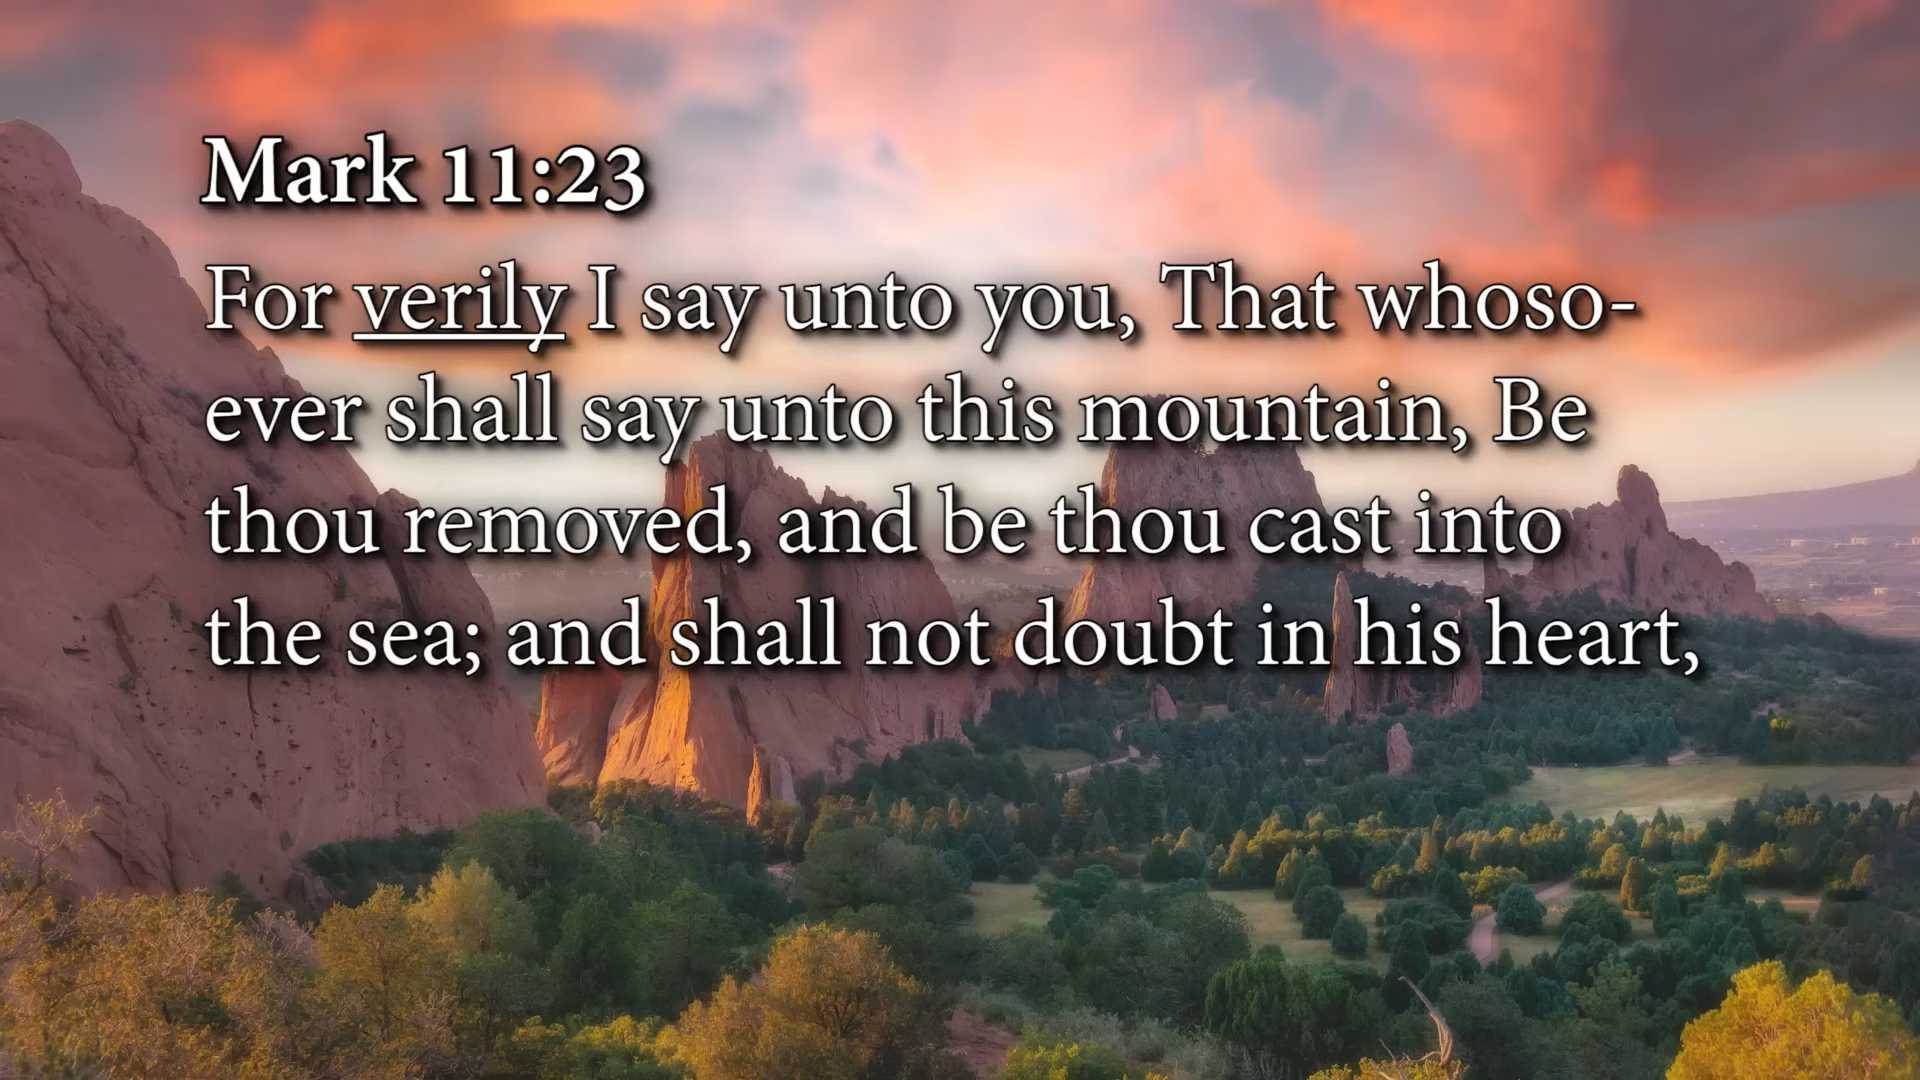 Mark 11:23
For verily I say unto you, That whoso-
ever shall say unto this mountain, Be
thou removed, and be thou cast into
the sea; and shall not doubt in his heart,